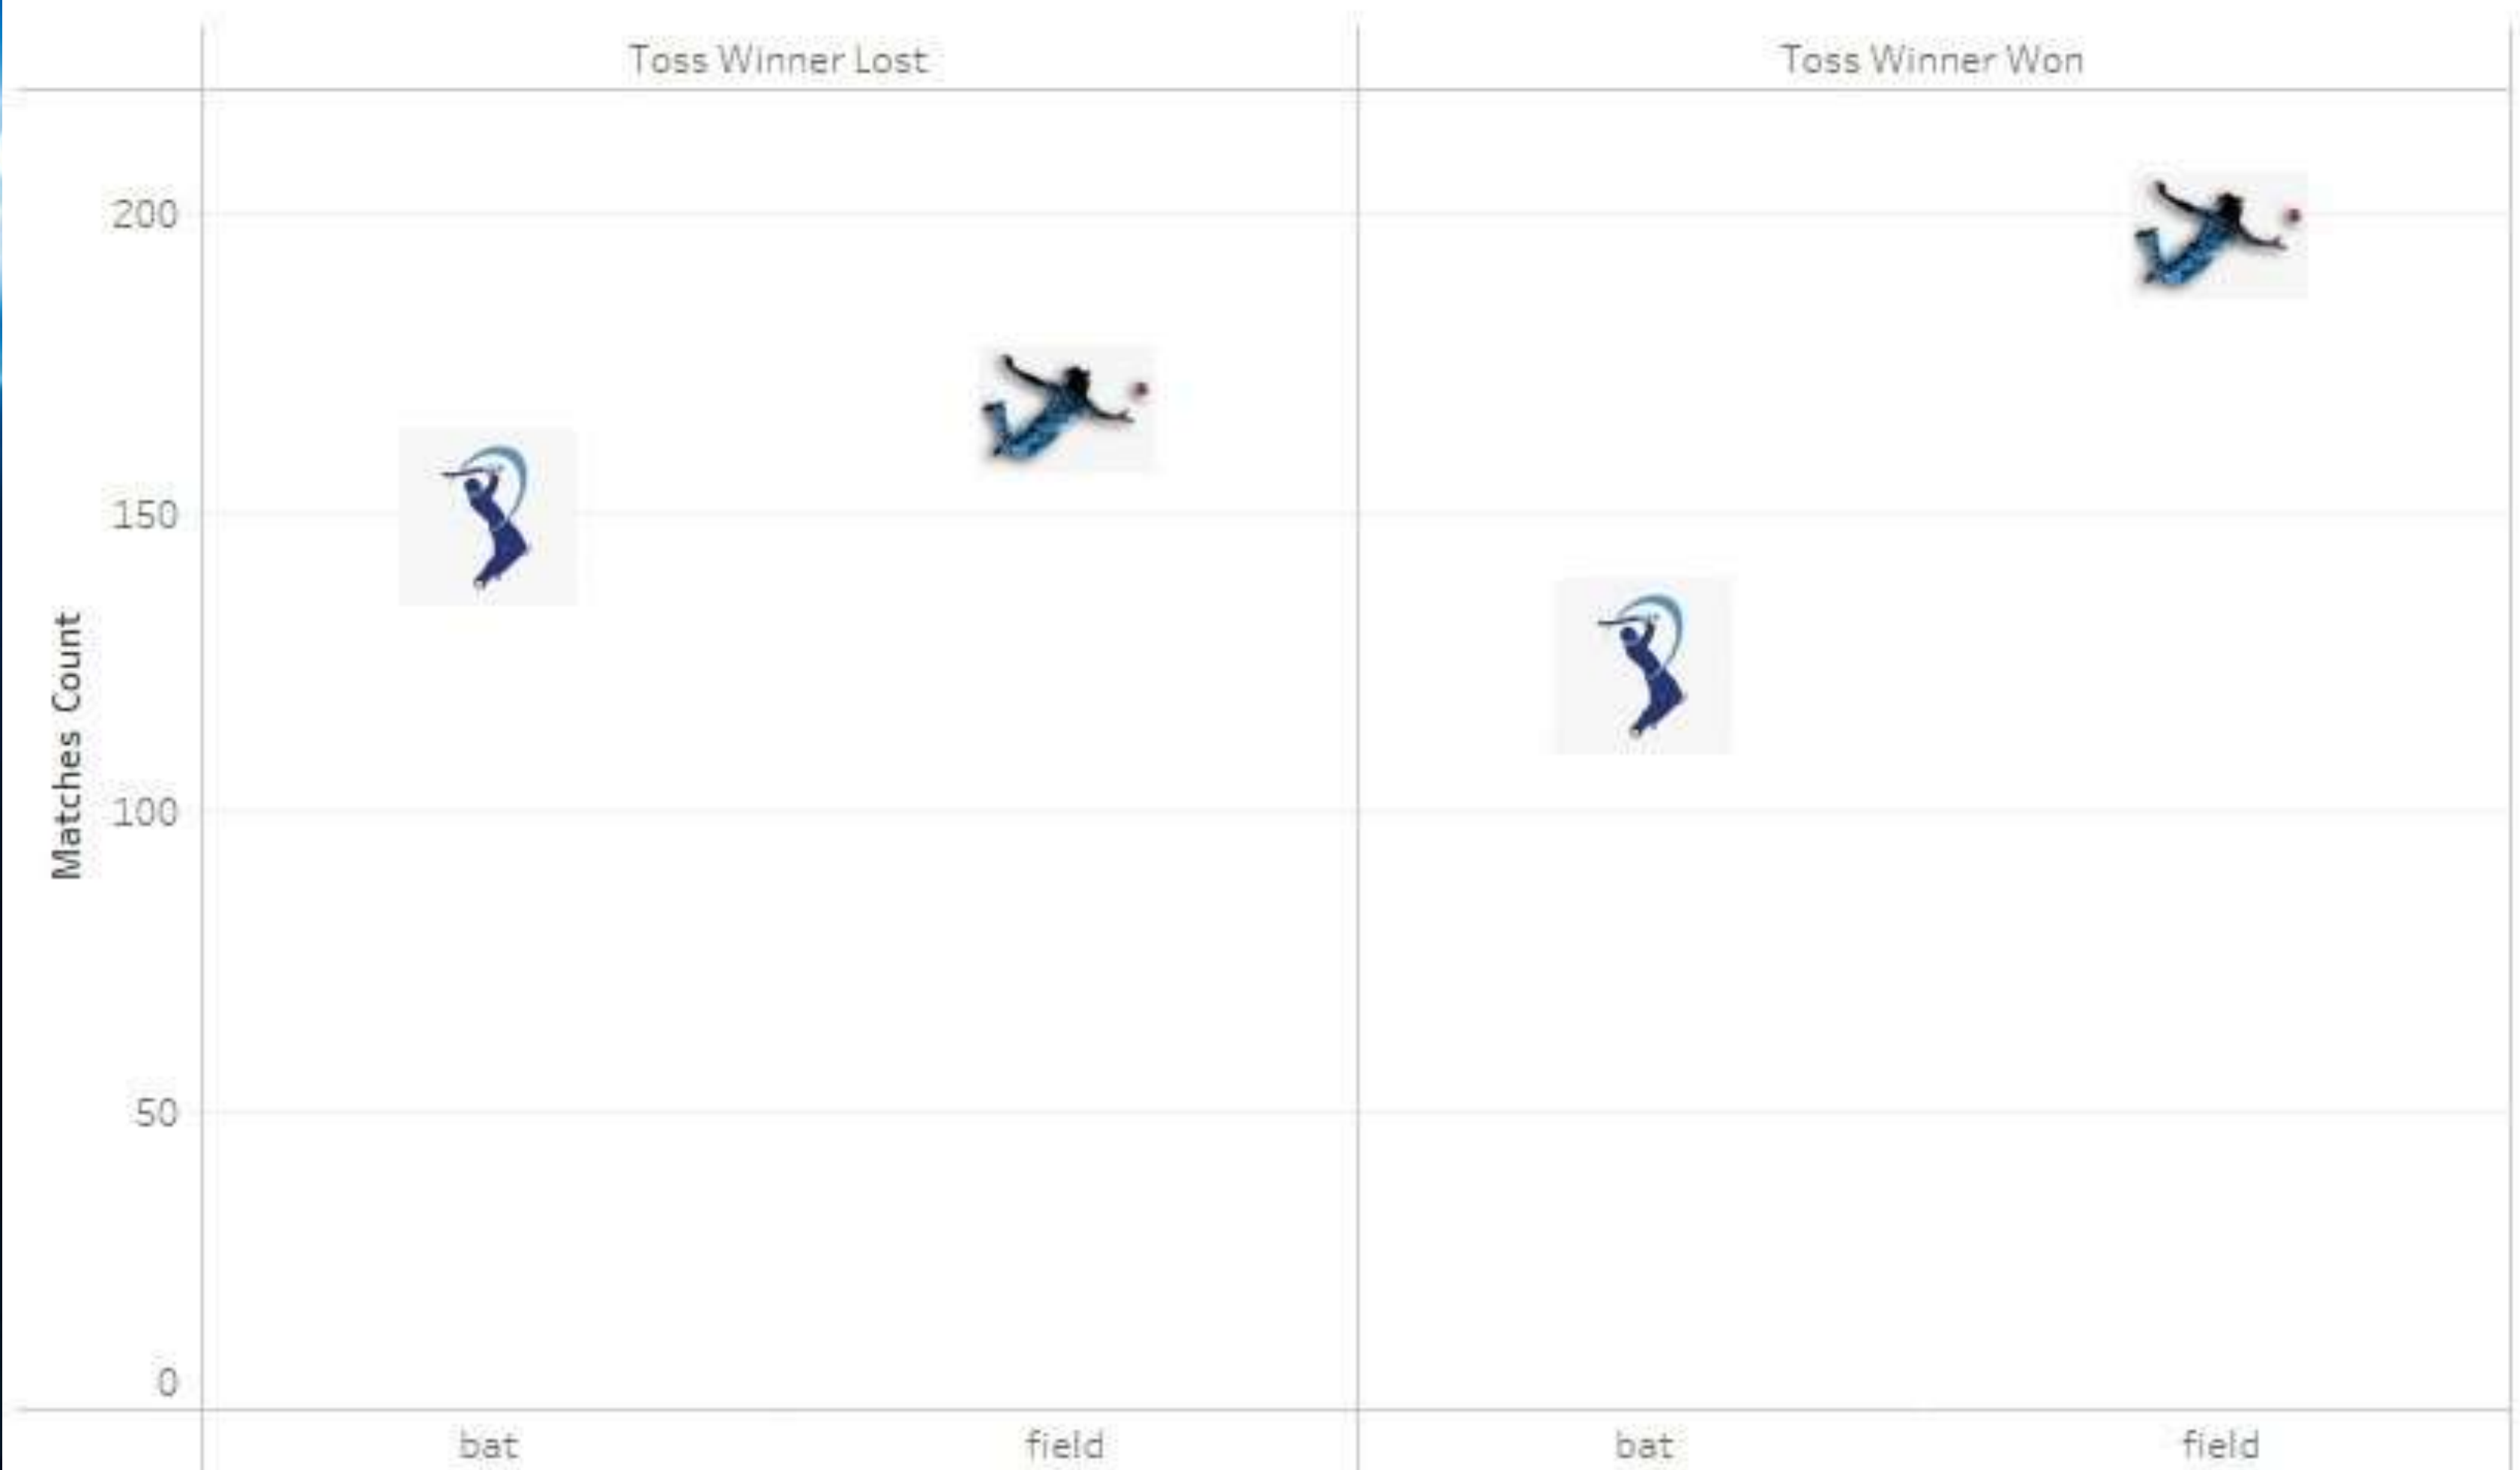 Toss Winner Lost
Toss Winner Won
Matches Count
200
150
100
50
0
bat
field
bat
field